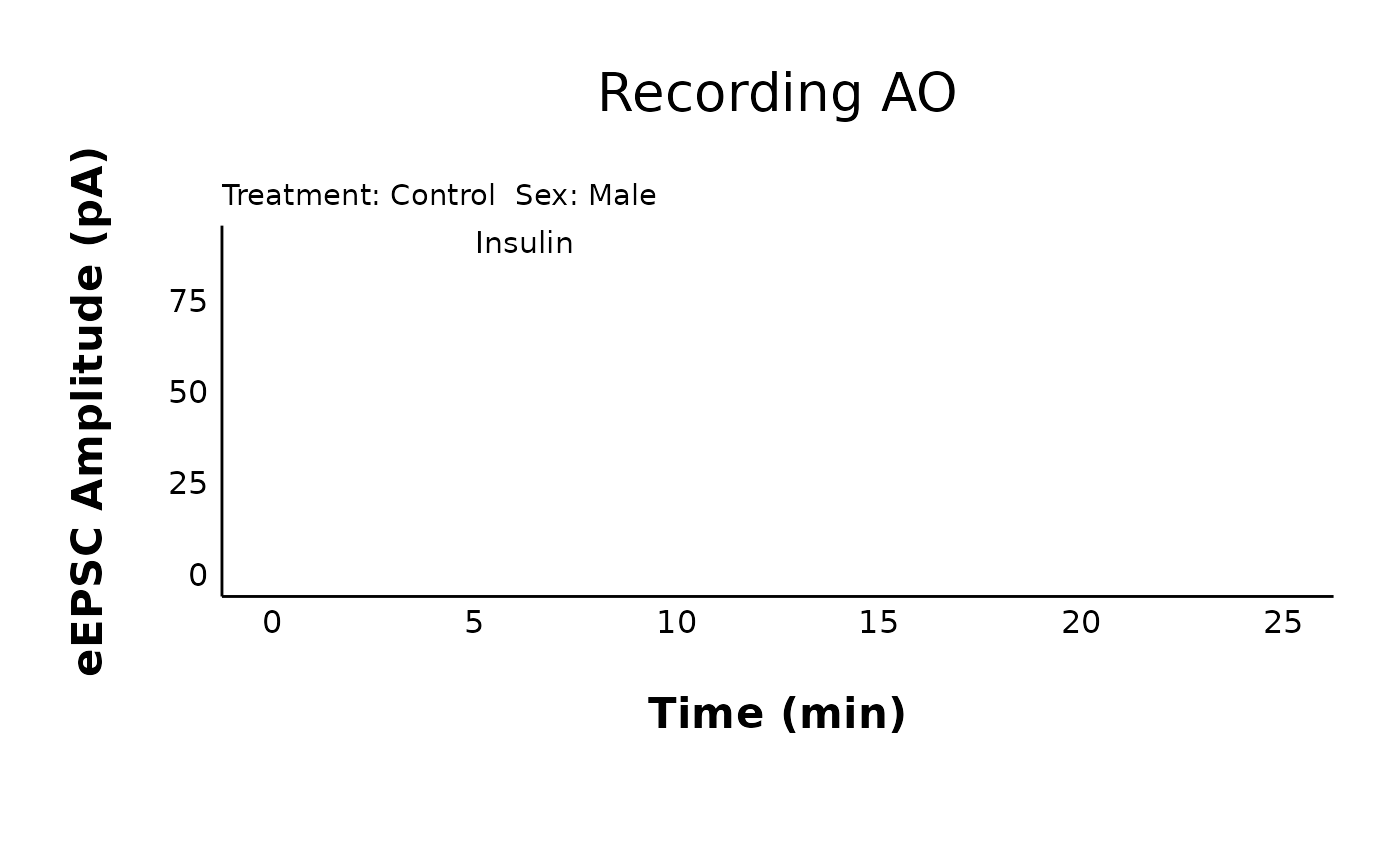 Recording AO
Treatment: Control  Sex: Male
Insulin
eEPSC Amplitude (pA)
75
50
25
0
0 5 10 15 20 25
Time (min)